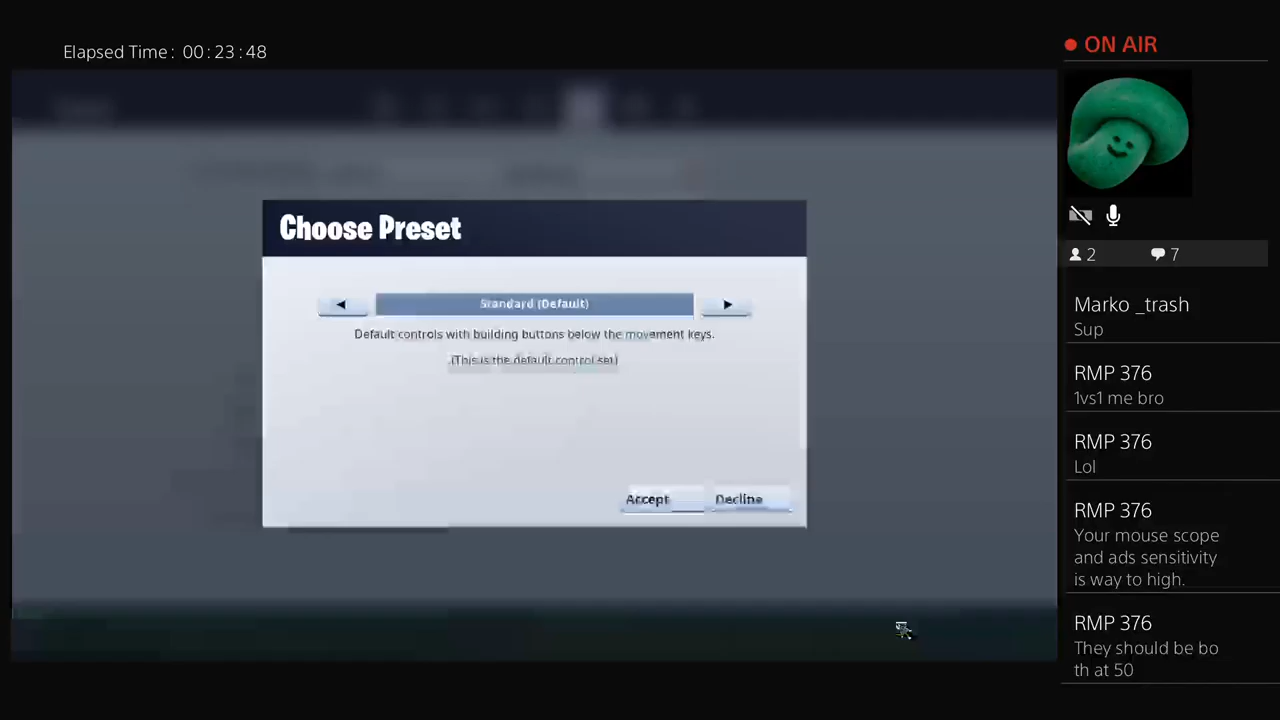 Elapsed Time: 00:23:48
ON AIR
Choose Preset
Standard (Default)
Default controls with building buttons below the movement keys.
(This is the default control set)
Accept
Decline
2
7
Marko _trash
Sup
RMP 376
1vs1 me bro
RMP 376
Lol
RMP 376
Your mouse scope
and ads sensitivity
is way to high.
RMP 376
They should be bo
th at 50